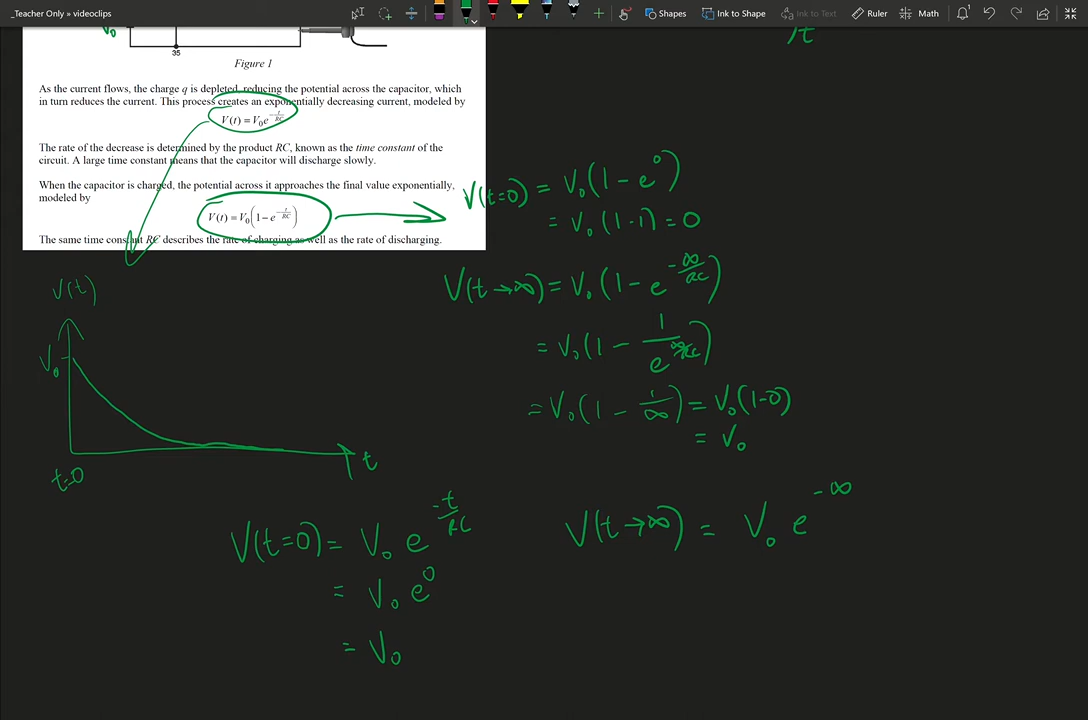 _Teacher Only » videoclips
Shapes
Ink to Shape
Ink to Text
Ruler
Math
V₀
35
Figure 1
As the current flows, the charge q is depleted, reducing the potential across the capacitor, which
in turn reduces the current. This process creates an exponentially decreasing current, modeled by
V(t) = V₀e^(-t/RC)
The rate of the decrease is determined by the product RC, known as the time constant of the
circuit. A large time constant means that the capacitor will discharge slowly.
When the capacitor is charged, the potential across it approaches the final value exponentially,
modeled by
V(t) = V₀(1 − e^(-t/RC))
The same time constant RC describes the rate of charging as well as the rate of discharging.
t
V(t=0) = V₀(1 − e⁰)
= V₀(1-1) = 0
V(t→∞) = V₀(1 − e^(-∞/RC))
= V₀(1 − 1/e^(∞/RC))
= V₀(1 − 1/∞) = V₀(1-0)
= V₀
V(t)
V₀
t
t=0
V(t=0) = V₀ e^(-t/RC)
= V₀ e⁰
= V₀
V(t→∞) = V₀ e^(-∞)